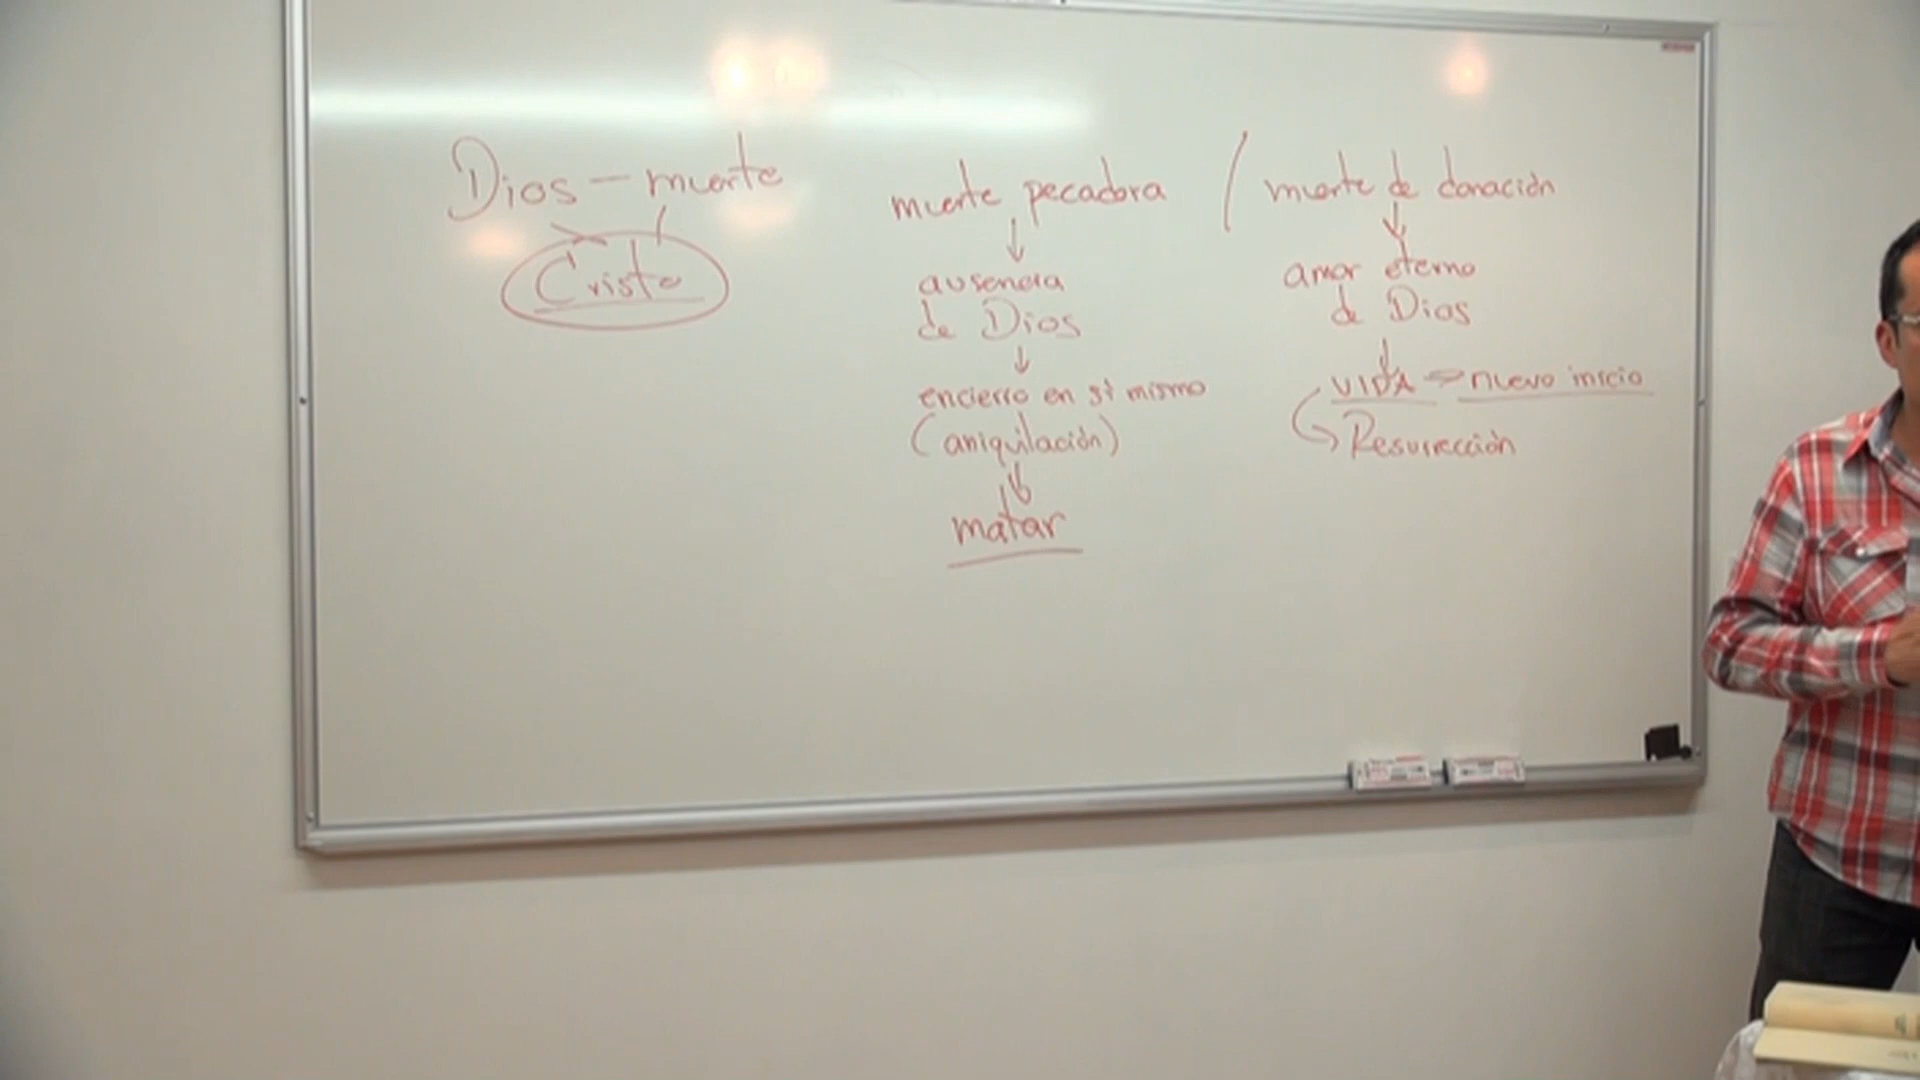 Dios – muerte
Cristo
muerte pecadora / muerte de donación
↓
ausencia
de Dios
↓
encierro en sí mismo
(aniquilación)
↓
matar
↓
amor eterno
de Dios
↓
VIDA → nuevo inicio
→ Resurrección